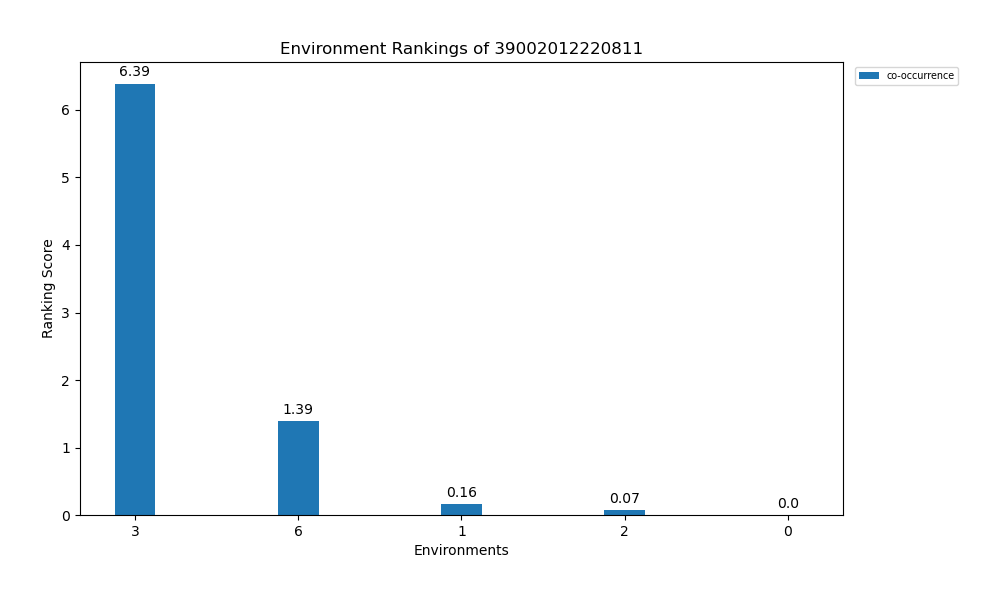 Environment Rankings of 39002012220811
co-occurrence
Ranking Score
6
5
4
3
2
1
0
6.39
1.39
0.16
0.07
0.0
3 6 1 2 0
Environments